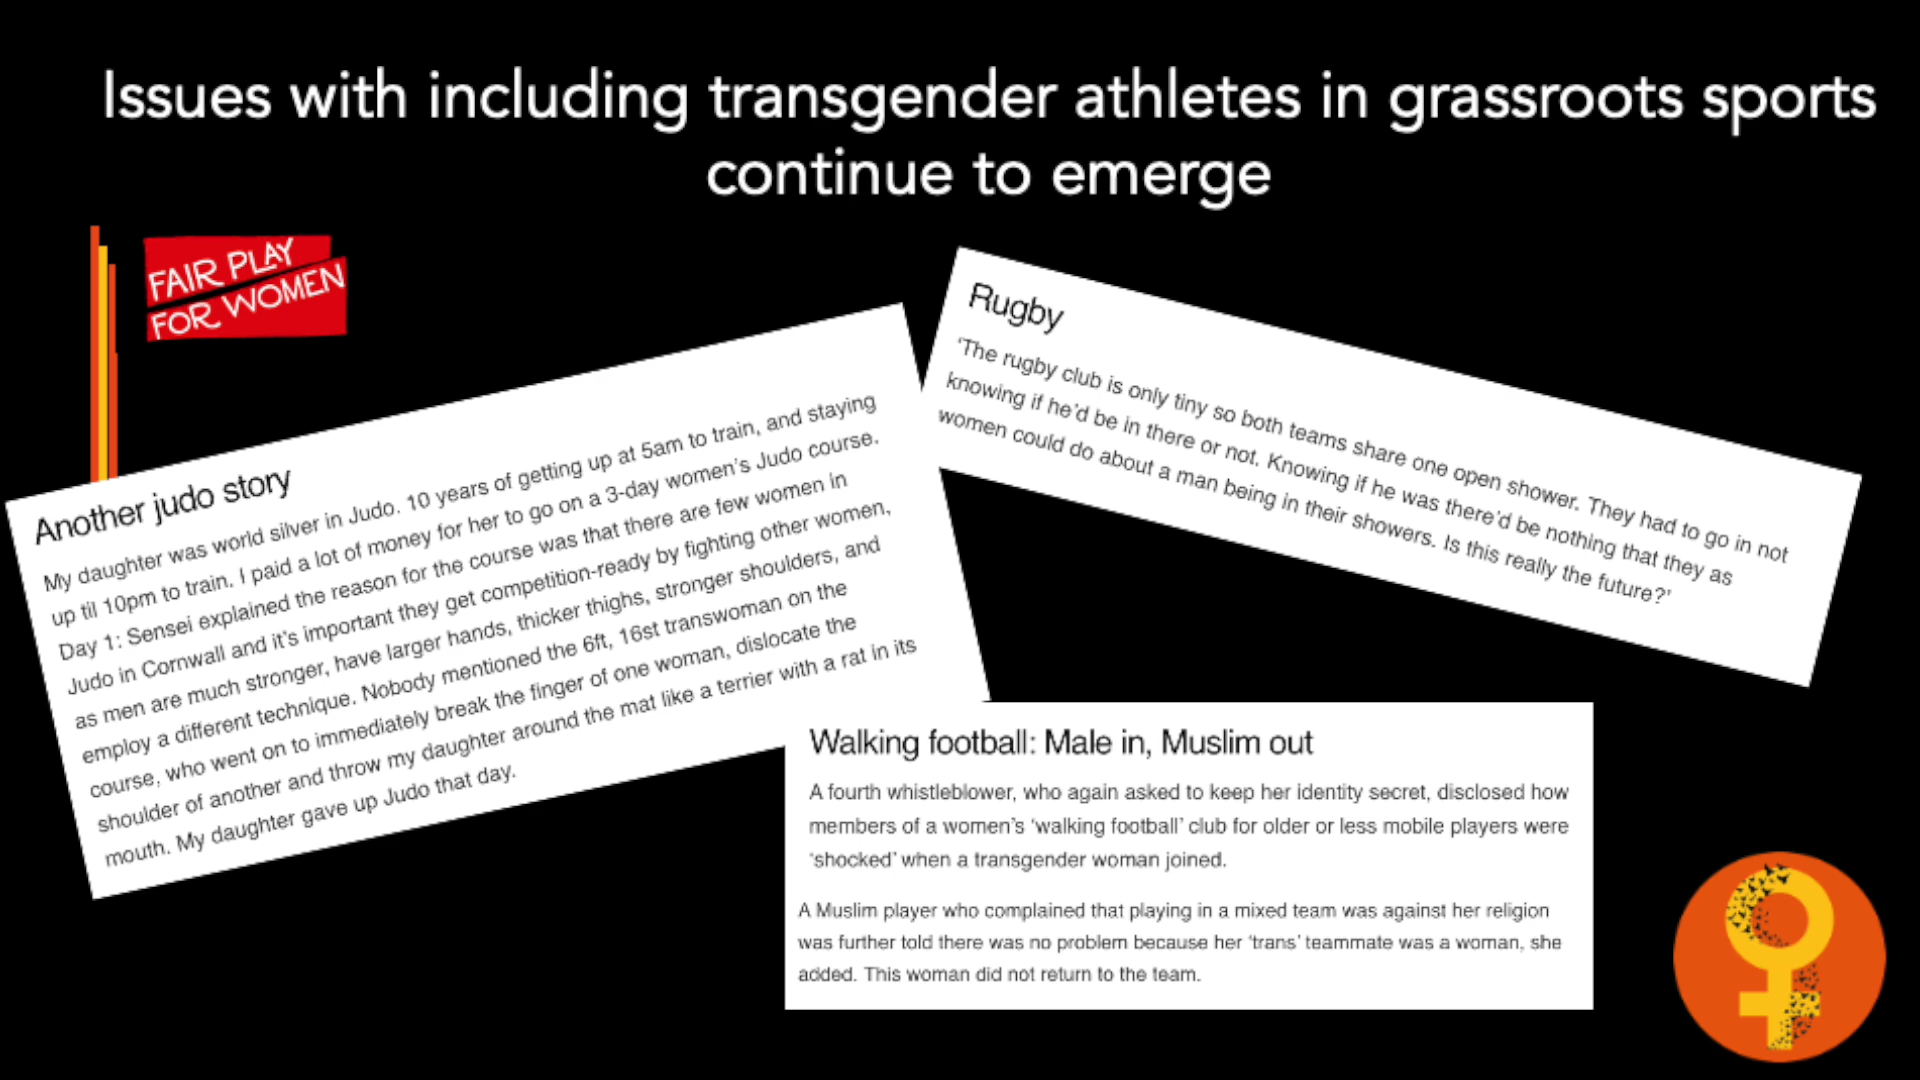 Issues with including transgender athletes in grassroots sports
continue to emerge
FAIR PLAY
FOR WOMEN
Another judo story
My daughter was world silver in Judo. 10 years of getting up at 5am to train, and staying
up til 10pm to train. I paid a lot of money for her to go on a 3-day women's Judo course.
Day 1: Sensei explained the reason for the course was that there are few women in
Judo in Cornwall and it's important they get competition-ready by fighting other women,
as men are much stronger, have larger hands, thicker thighs, stronger shoulders, and
employ a different technique. Nobody mentioned the 6ft, 16st transwoman on the
course, who went on to immediately break the finger of one woman, dislocate the
shoulder of another and throw my daughter around the mat like a terrier with a rat in its
mouth. My daughter gave up Judo that day.
Rugby
'The rugby club is only tiny so both teams share one open shower. They had to go in not
knowing if he'd be in there or not. Knowing if he was there'd be nothing that they as
women could do about a man being in their showers. Is this really the future?'
Walking football: Male in, Muslim out
A fourth whistleblower, who again asked to keep her identity secret, disclosed how
members of a women's 'walking football' club for older or less mobile players were
'shocked' when a transgender woman joined.
A Muslim player who complained that playing in a mixed team was against her religion
was further told there was no problem because her 'trans' teammate was a woman, she
added. This woman did not return to the team.